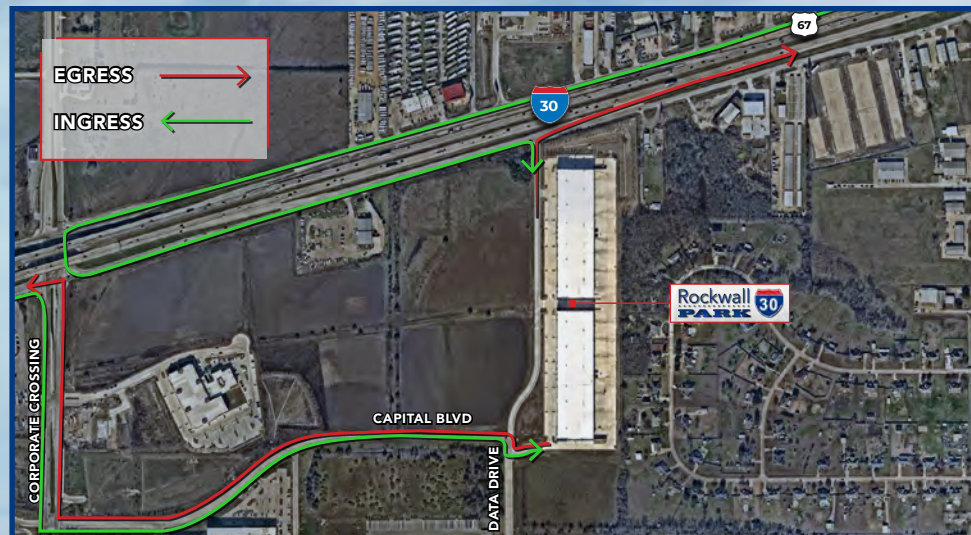 67
EGRESS
INGRESS
30
Rockwall
PARK
30
CORPORATE CROSSING
CAPITAL BLVD
DATA DRIVE